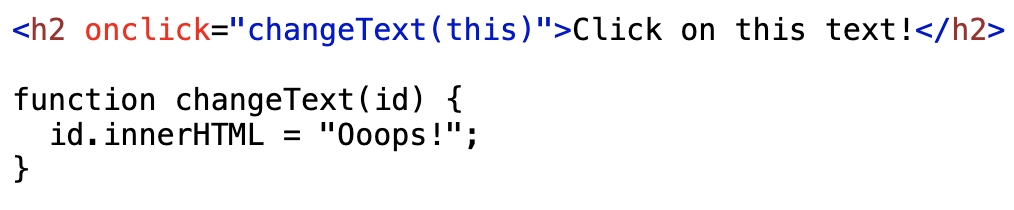 <h2 onclick="changeText(this)">Click on this text!</h2>
function changeText(id) {
  id.innerHTML = "Ooops!";
}